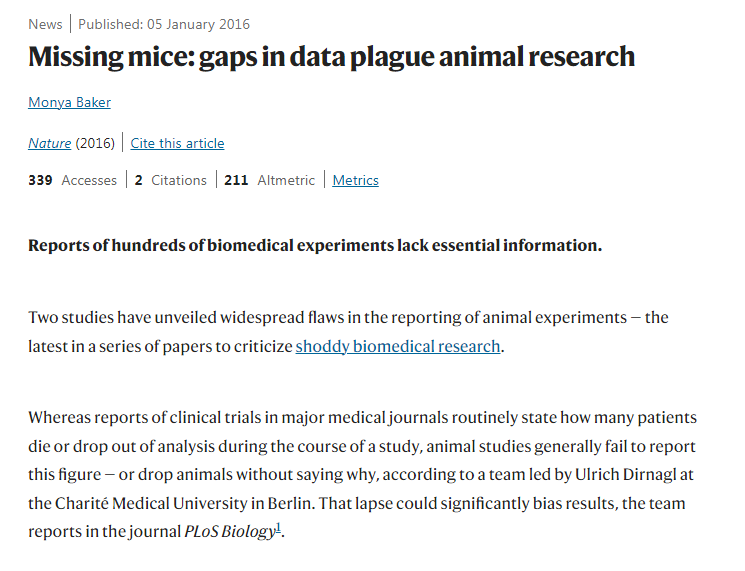 News | Published: 05 January 2016
Missing mice: gaps in data plague animal research
Monya Baker
Nature (2016) | Cite this article
339 Accesses | 2 Citations | 211 Altmetric | Metrics
Reports of hundreds of biomedical experiments lack essential information.
Two studies have unveiled widespread flaws in the reporting of animal experiments — the
latest in a series of papers to criticize shoddy biomedical research.
Whereas reports of clinical trials in major medical journals routinely state how many patients
die or drop out of analysis during the course of a study, animal studies generally fail to report
this figure — or drop animals without saying why, according to a team led by Ulrich Dirnagl at
the Charité Medical University in Berlin. That lapse could significantly bias results, the team
reports in the journal PLoS Biology1.